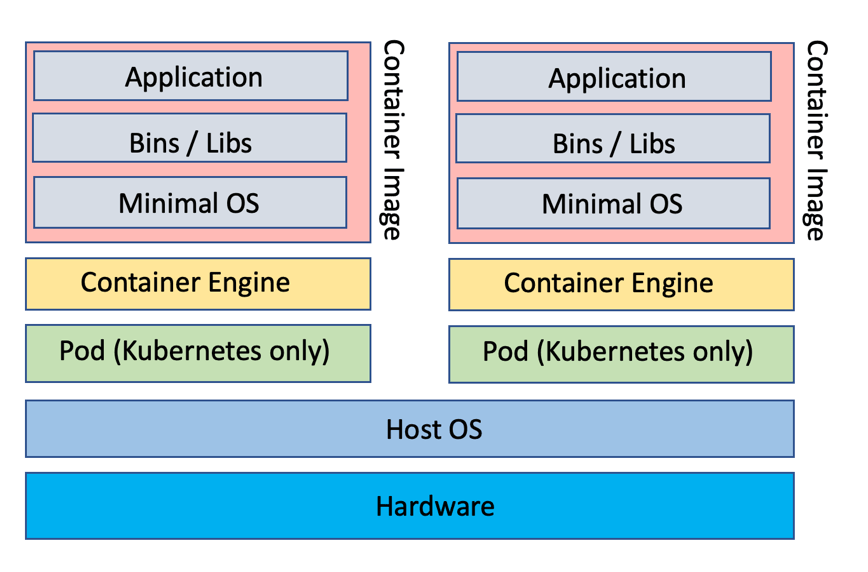 Application
Bins / Libs
Minimal OS
Container Image
Container Engine
Pod (Kubernetes only)
Application
Bins / Libs
Minimal OS
Container Image
Container Engine
Pod (Kubernetes only)
Host OS
Hardware